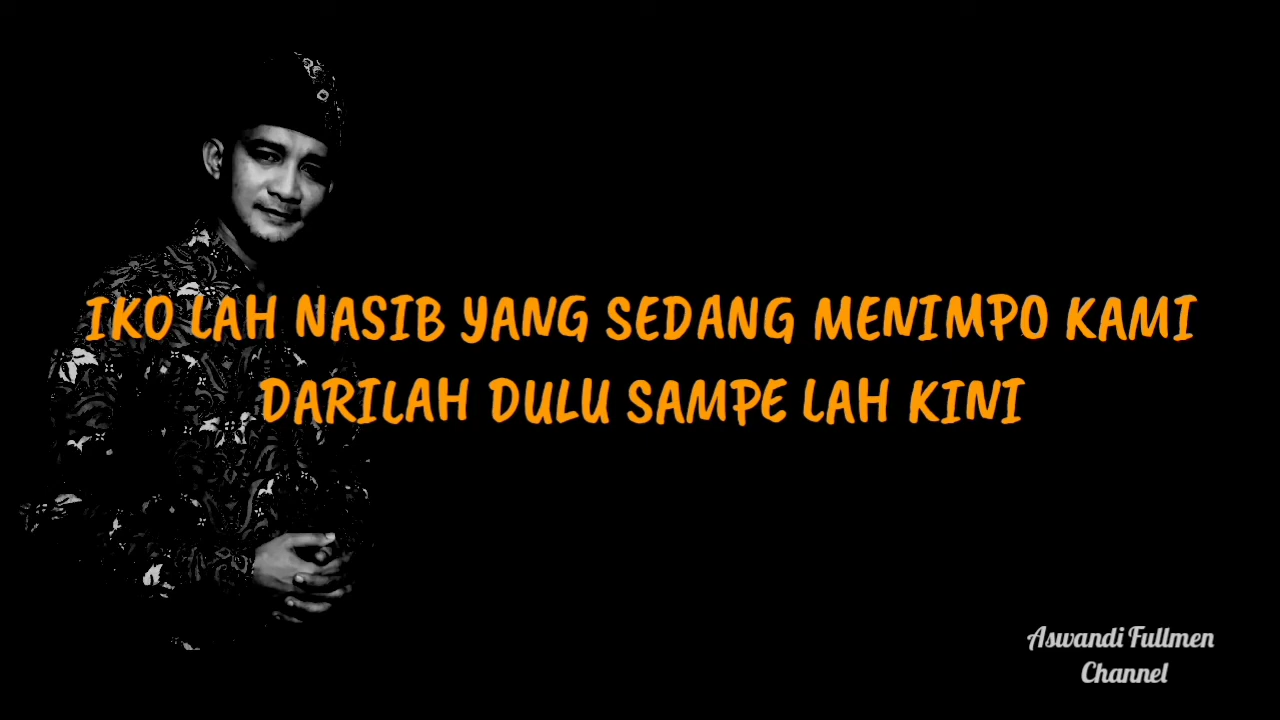 IKO LAH NASIB YANG SEDANG MENIMPO KAMI
DARILAH DULU SAMPE LAH KINI
Aswandi Fullmen
Channel